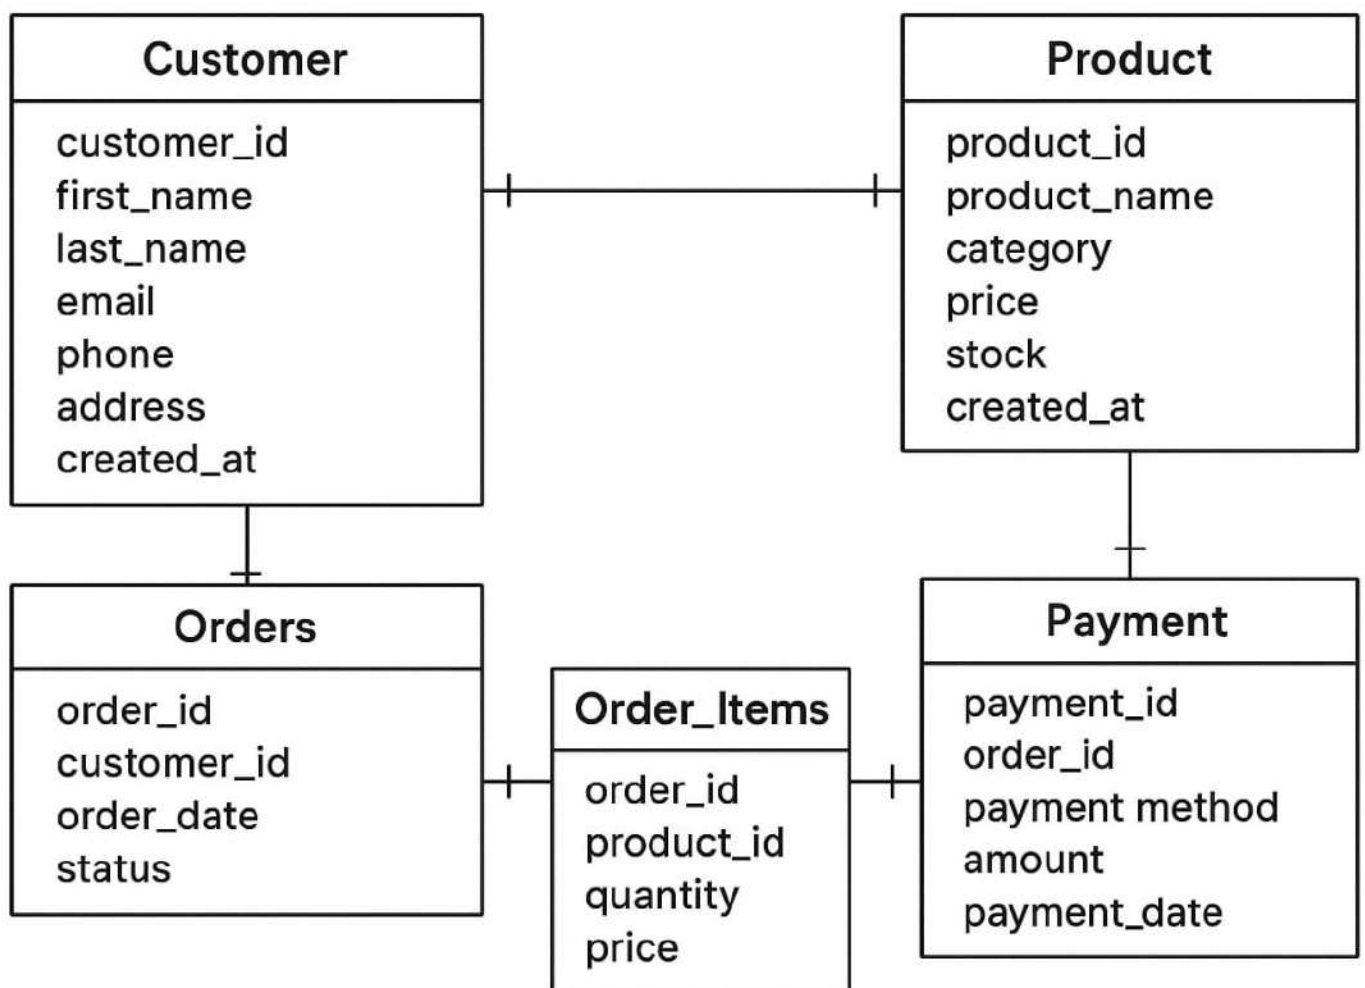 Customer
customer_id
first_name
last_name
email
phone
address
created_at
Product
product_id
product_name
category
price
stock
created_at
Orders
order_id
customer_id
order_date
status
Order_Items
order_id
product_id
quantity
price
Payment
payment_id
order_id
payment method
amount
payment_date